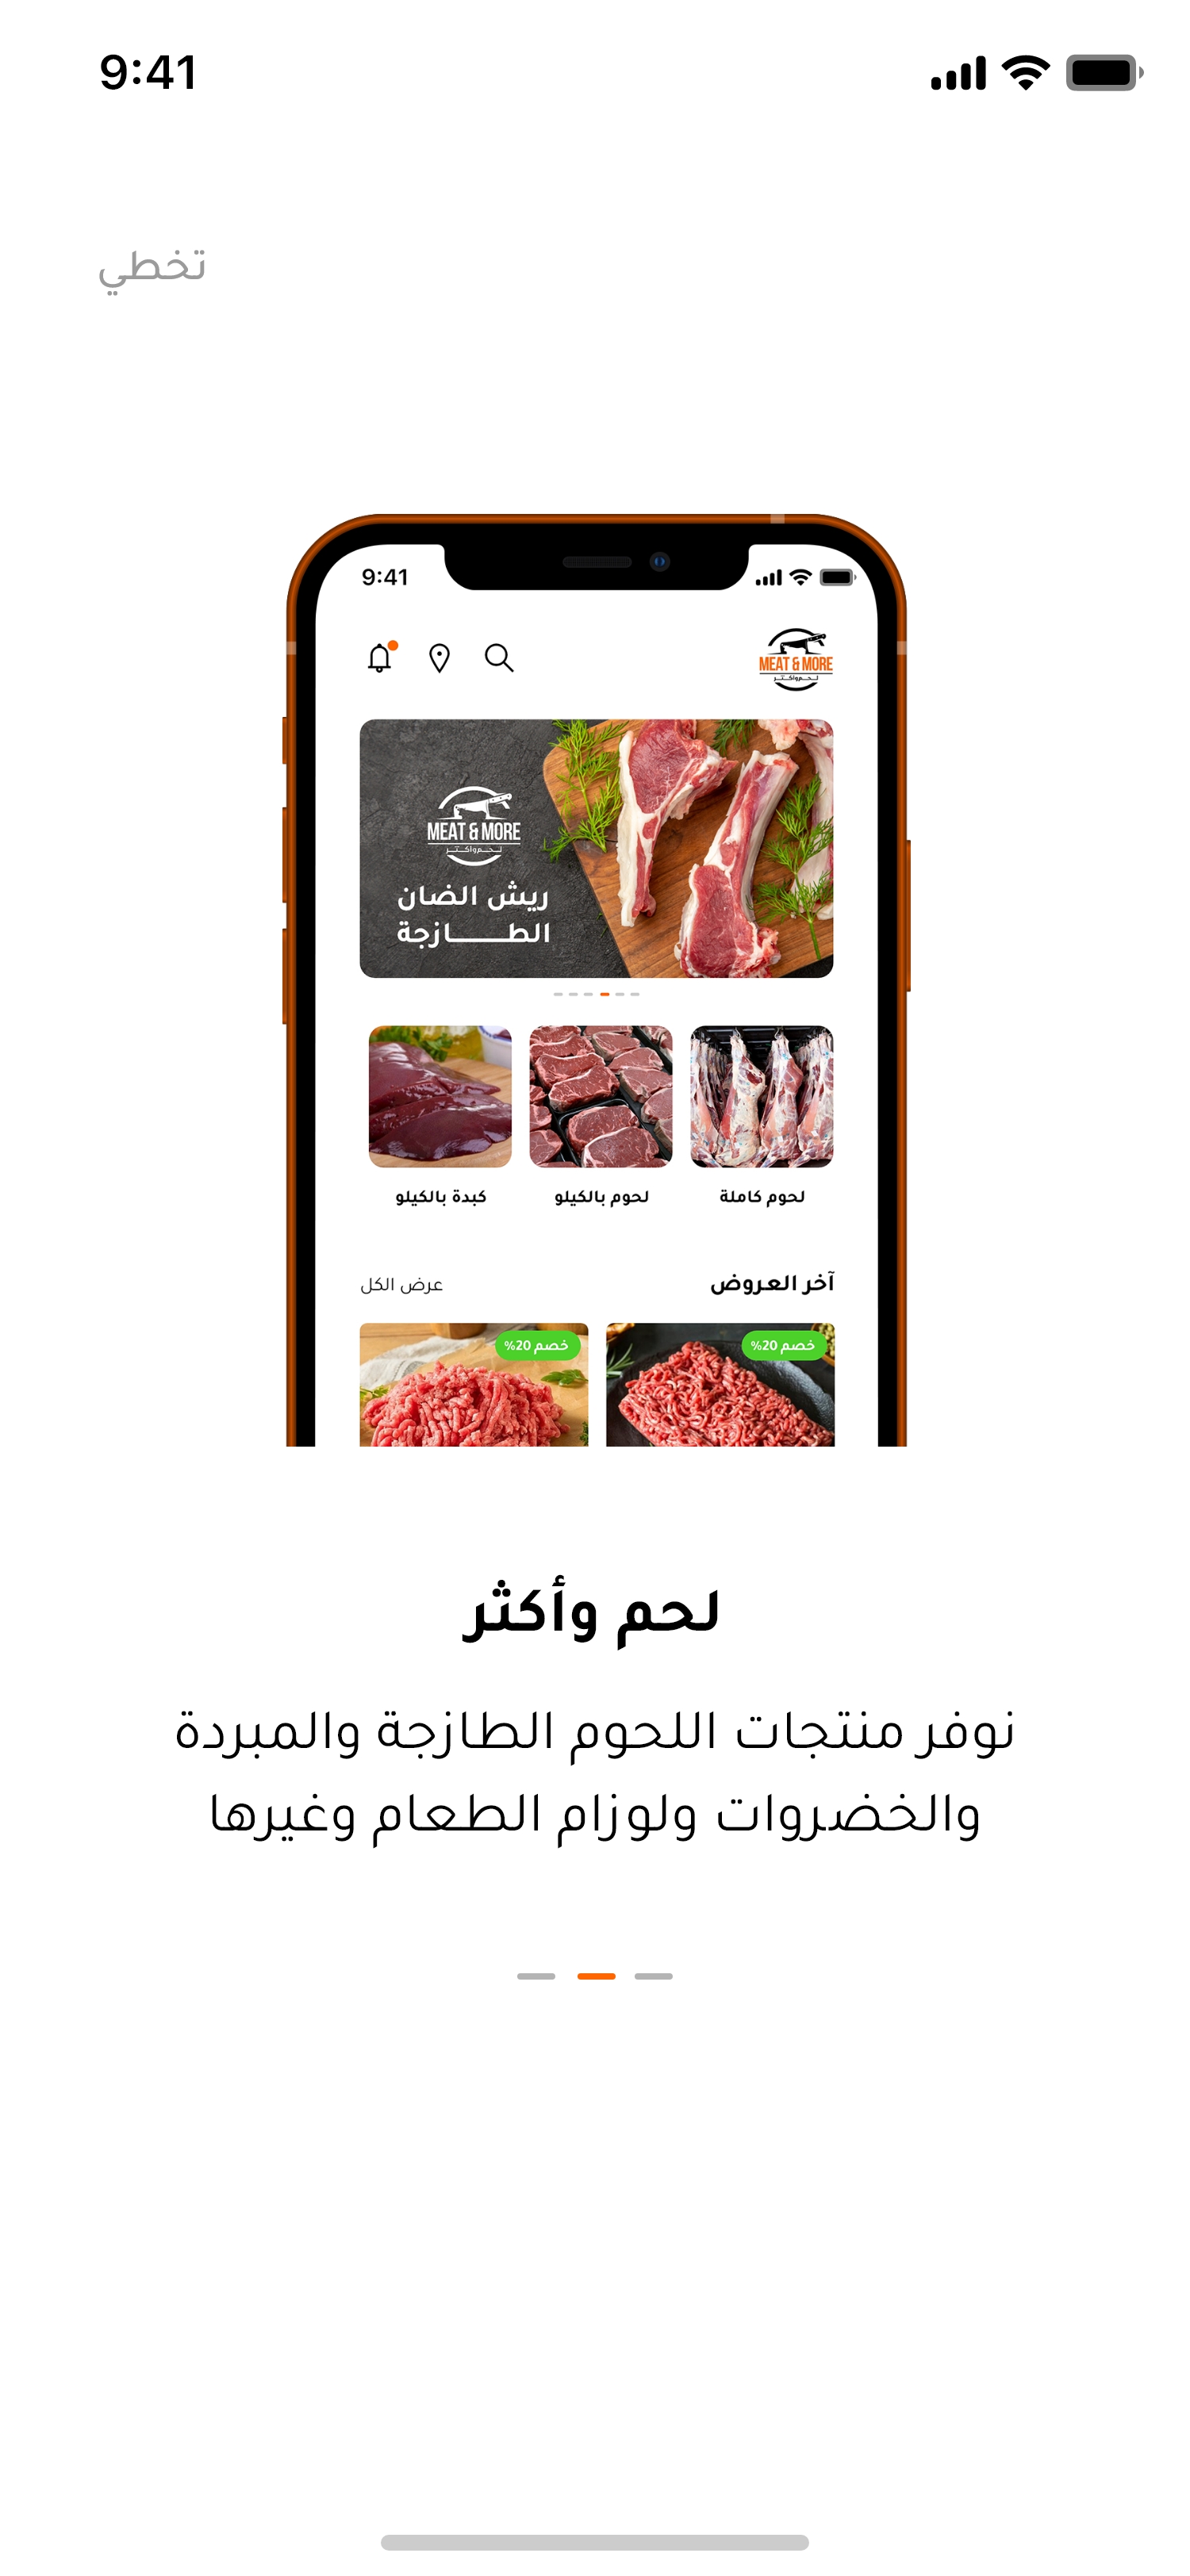 9:41
تخطي
9:41
MEAT & MORE
لحم وأكثر
MEAT & MORE
لحم وأكثر
ريش الضان
الطـــــازجة
لحوم كاملة
لحوم بالكيلو
كبدة بالكيلو
آخر العروض
عرض الكل
خصم 20%
خصم 20%
لحم وأكثر
نوفر منتجات اللحوم الطازجة والمبردة
والخضروات ولوزام الطعام وغيرها